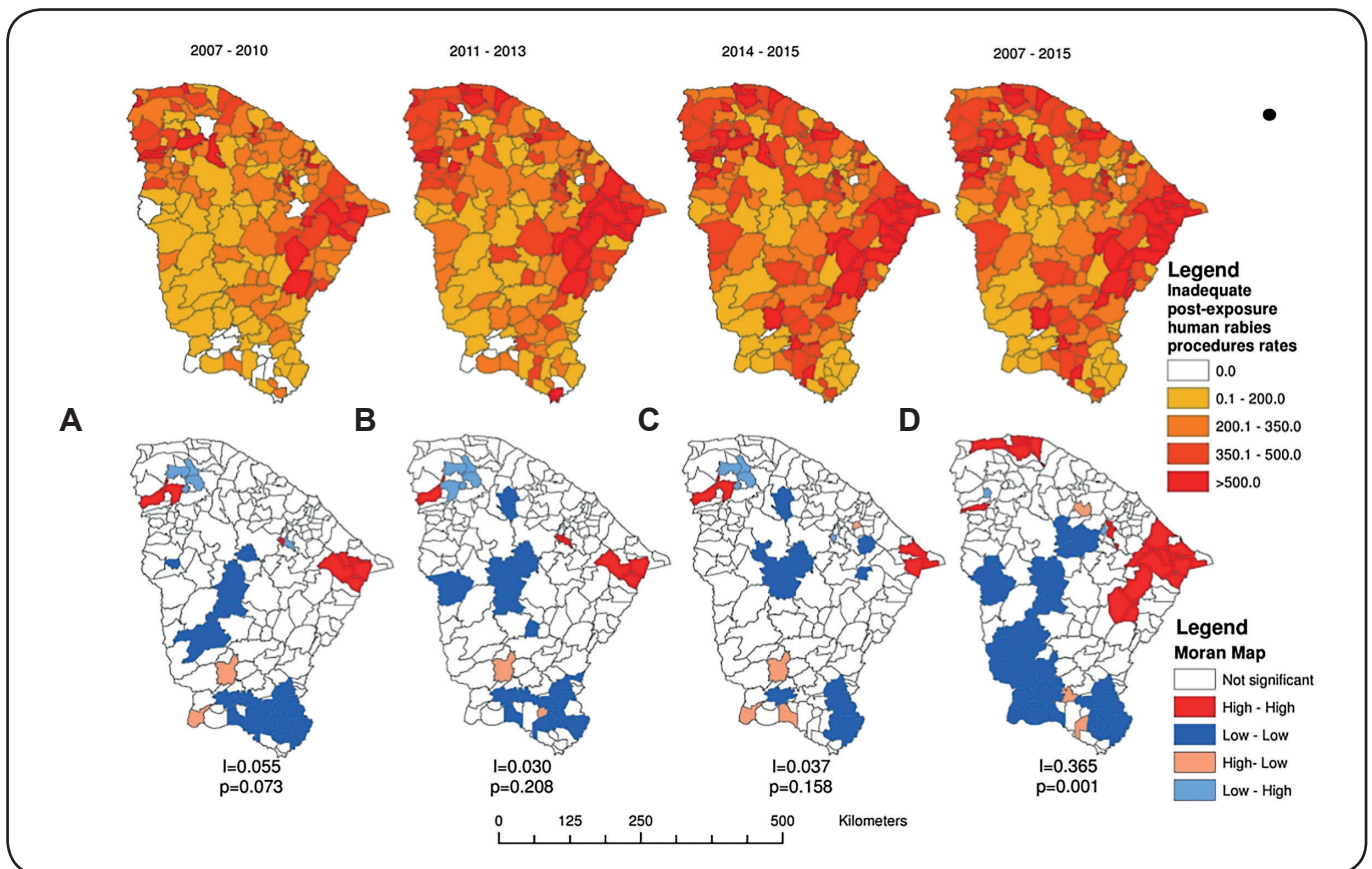 2007 - 2010
2011 - 2013
2014 - 2015
2007 - 2015
Legend
Inadequate
post-exposure
human rabies
procedures rates
0.0
0.1 - 200.0
200.1 - 350.0
350.1 - 500.0
>500.0
A
B
C
D
Legend
Moran Map
Not significant
High - High
Low - Low
High- Low
Low - High
I=0.055
p=0.073
I=0.030
p=0.208
I=0.037
p=0.158
I=0.365
p=0.001
0 125 250 500 Kilometers